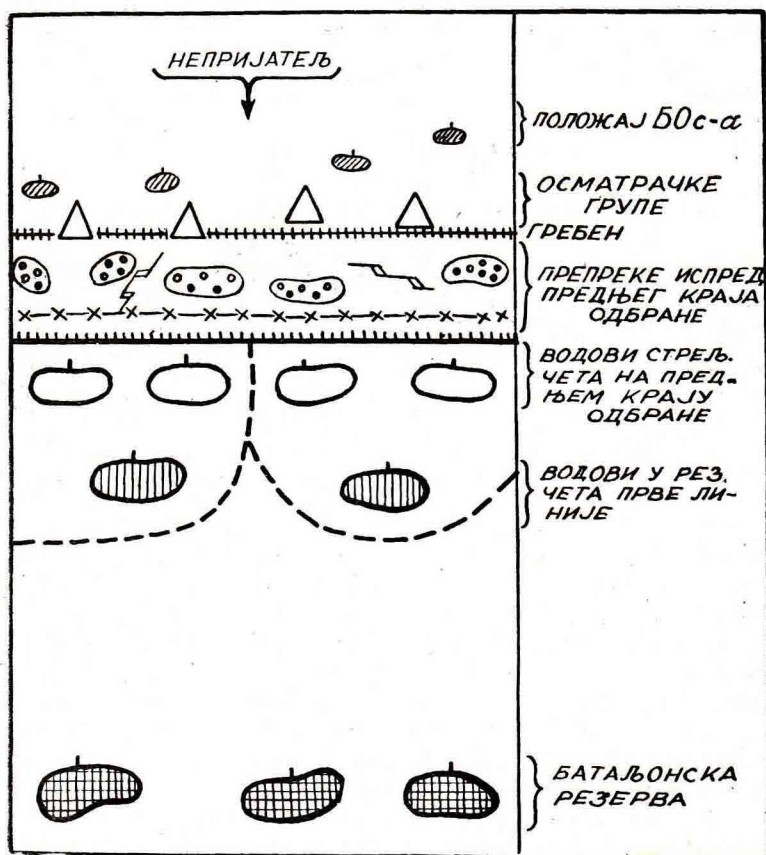 НЕПРИЈАТЕЉ
ПОЛОЖАЈ БОс-а
ОСМАТРАЧКЕ
ГРУПЕ
ГРЕБЕН
ПРЕПРЕКЕ ИСПРЕД
ПРЕДЊЕГ КРАЈА
ОДБРАНЕ
ВОДОВИ СТРЕЉ.
ЧЕТА НА ПРЕД-
ЊЕМ КРАЈУ
ОДБРАНЕ
ВОДОВИ У РЕЗ.
ЧЕТА ПРВЕ ЛИ-
НИЈЕ
БАТАЉОНСКА
РЕЗЕРВА